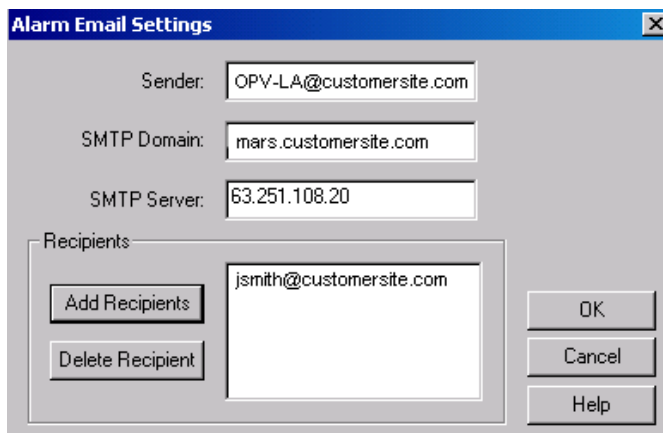 Alarm Email Settings
Sender: OPV-LA@customersite.com
SMTP Domain: mars.customersite.com
SMTP Server: 63.251.108.20
Recipients
jsmith@customersite.com
Add Recipients
Delete Recipient
OK
Cancel
Help